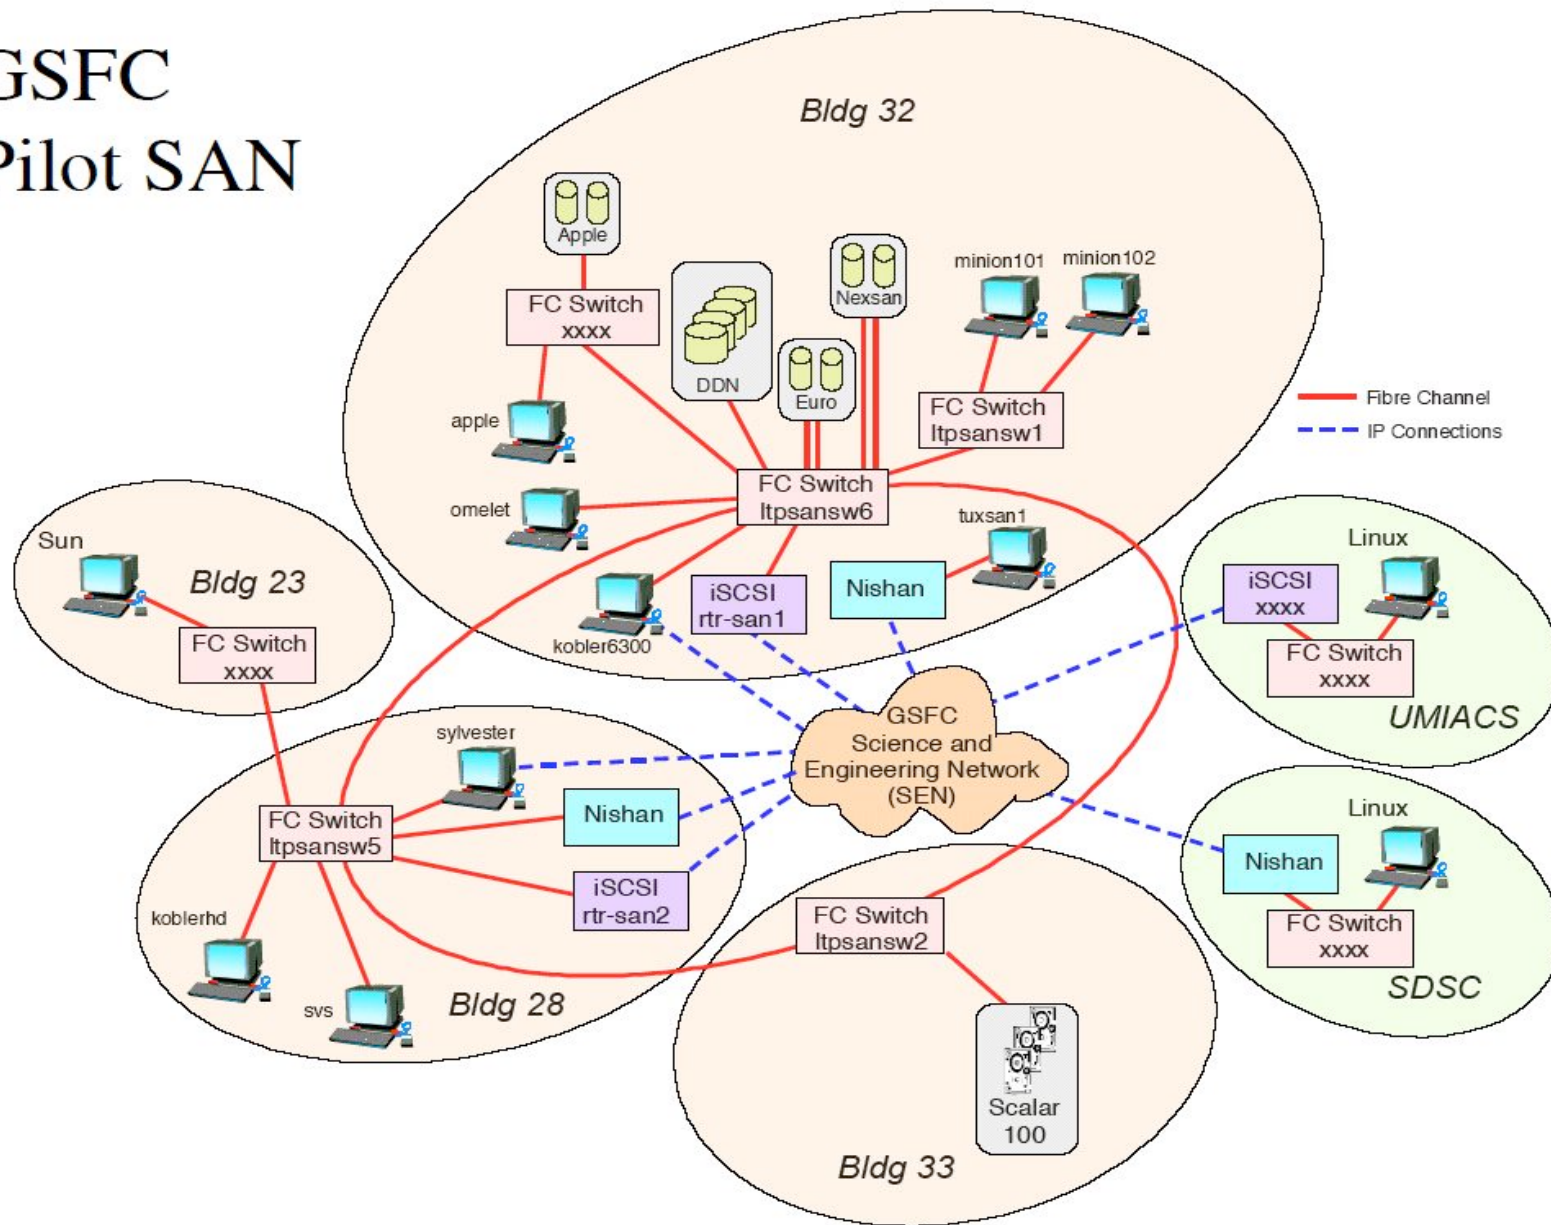 GSFC
Pilot SAN
Bldg 32
Apple
FC Switch
xxxx
DDN
Euro
Nexsan
minion101
minion102
FC Switch
ltpsansw1
Fibre Channel
IP Connections
apple
omelet
FC Switch
ltpsansw6
tuxsan1
kobler6300
iSCSI
rtr-san1
Nishan
Sun
Bldg 23
FC Switch
xxxx
Linux
iSCSI
xxxx
FC Switch
xxxx
UMIACS
GSFC
Science and
Engineering Network
(SEN)
sylvester
Nishan
FC Switch
ltpsansw5
iSCSI
rtr-san2
koblerhd
svs
Bldg 28
Linux
Nishan
FC Switch
xxxx
SDSC
FC Switch
ltpsansw2
Scalar
100
Bldg 33